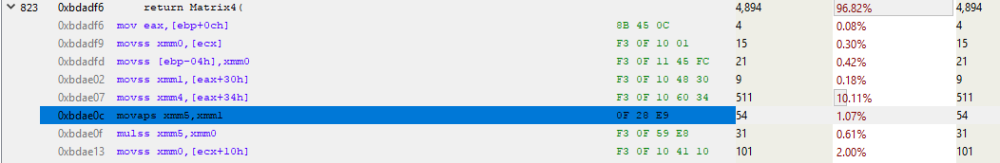 823 0xbdadf6 return Matrix4( 4,894 96.82% 4,894
0xbdadf6 mov eax,[ebp+0ch] 8B 45 0C 4 0.08% 4
0xbdadf9 movss xmm0,[ecx] F3 0F 10 01 15 0.30% 15
0xbdadfd movss [ebp-04h],xmm0 F3 0F 11 45 FC 21 0.42% 21
0xbdae02 movss xmm1,[eax+30h] F3 0F 10 48 30 9 0.18% 9
0xbdae07 movss xmm4,[eax+34h] F3 0F 10 60 34 511 10.11% 511
0xbdae0c movaps xmm5,xmm1 0F 28 E9 54 1.07% 54
0xbdae0f mulss xmm5,xmm0 F3 0F 59 E8 31 0.61% 31
0xbdae13 movss xmm0,[ecx+10h] F3 0F 10 41 10 101 2.00% 101